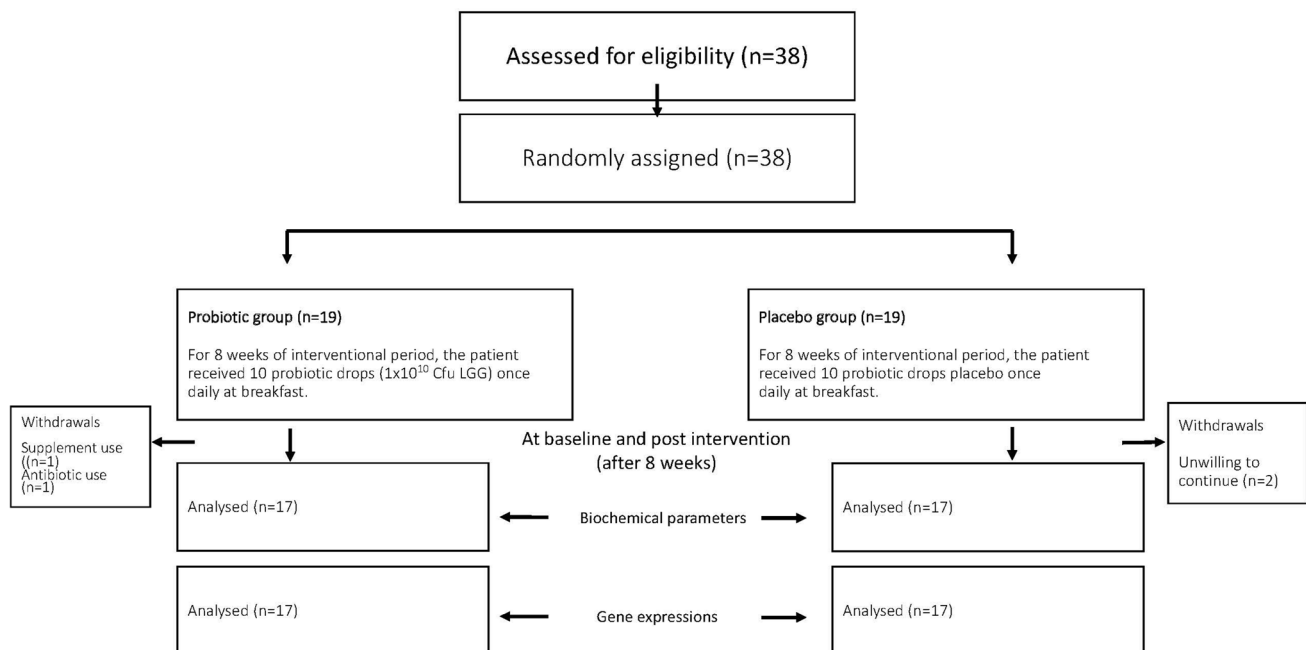 Assessed for eligibility (n=38)
Randomly assigned (n=38)
Probiotic group (n=19)
For 8 weeks of interventional period, the patient
received 10 probiotic drops (1x10¹⁰ Cfu LGG) once
daily at breakfast.
Placebo group (n=19)
For 8 weeks of interventional period, the patient
received 10 probiotic drops placebo once
daily at breakfast.
Withdrawals
Supplement use
((n=1)
Antibiotic use
(n=1)
At baseline and post intervention
(after 8 weeks)
Withdrawals
Unwilling to
continue (n=2)
Analysed (n=17)
Biochemical parameters
Analysed (n=17)
Analysed (n=17)
Gene expressions
Analysed (n=17)